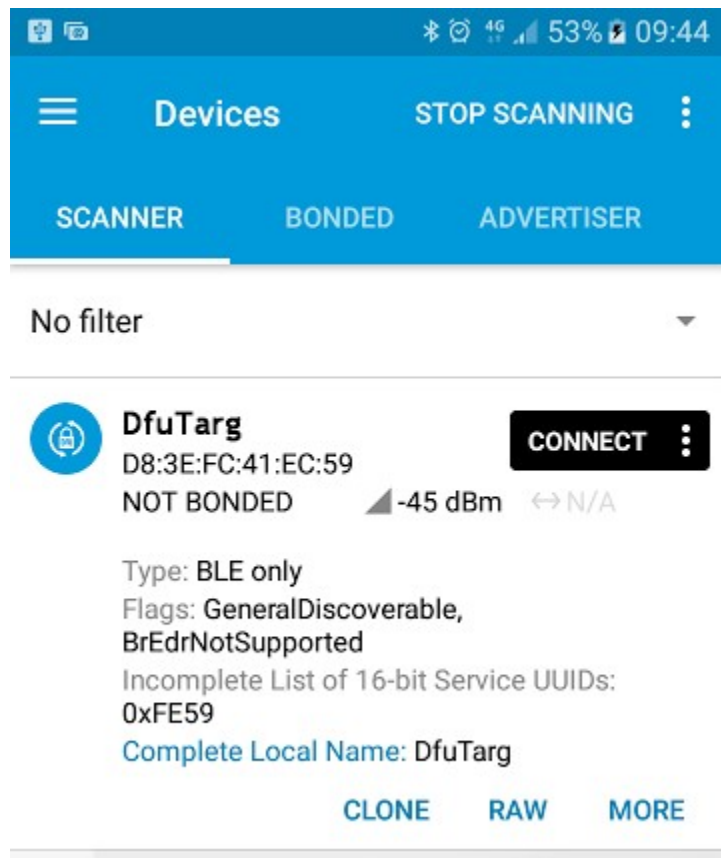 4G 53% 09:44
Devices STOP SCANNING
SCANNER BONDED ADVERTISER
No filter
DfuTarg
CONNECT
D8:3E:FC:41:EC:59
NOT BONDED -45 dBm N/A
Type: BLE only
Flags: GeneralDiscoverable,
BrEdrNotSupported
Incomplete List of 16-bit Service UUIDs:
0xFE59
Complete Local Name: DfuTarg
CLONE RAW MORE